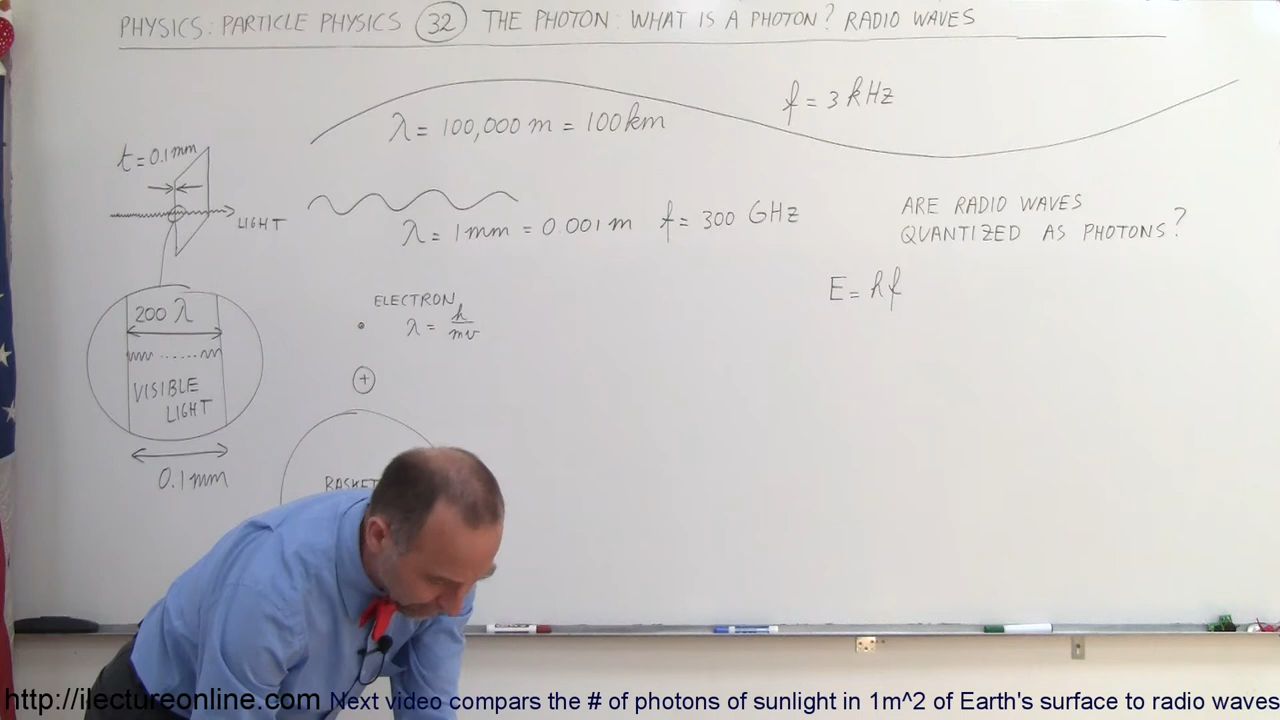 PHYSICS: PARTICLE PHYSICS 32 THE PHOTON: WHAT IS A PHOTON? RADIO WAVES
λ = 100,000 m = 100 km
f = 3 kHz
t = 0.1 mm
LIGHT
λ = 1 mm = 0.001 m f = 300 GHz
ARE RADIO WAVES
QUANTIZED AS PHOTONS?
E = hf
200 λ
VISIBLE
LIGHT
0.1 mm
ELECTRON
λ = h/mv
+
http://ilectureonline.com Next video compares the # of photons of sunlight in 1m^2 of Earth's surface to radio waves